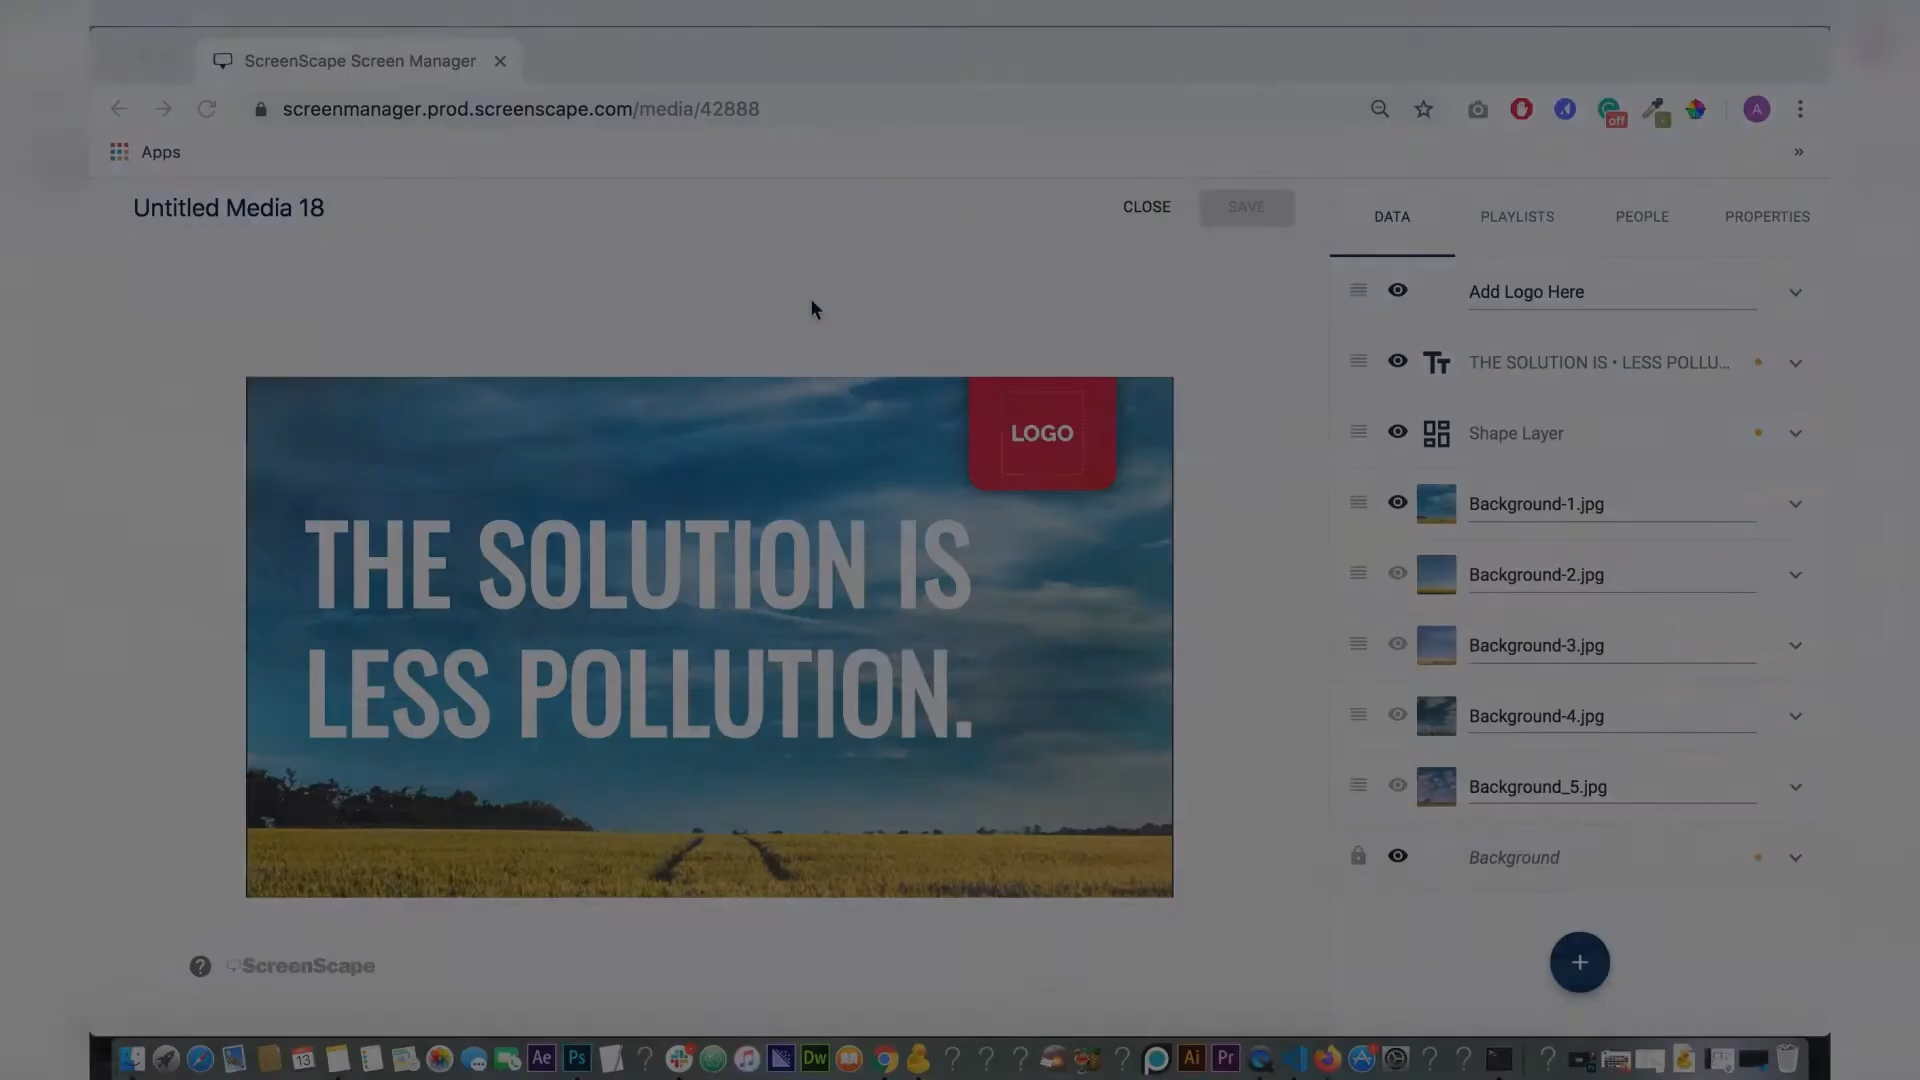 ScreenScape Screen Manager
screenmanager.prod.screenscape.com/media/42888
off
A
Apps
Untitled Media 18
CLOSE
SAVE
DATA
PLAYLISTS
PEOPLE
PROPERTIES
Add Logo Here
Tt THE SOLUTION IS • LESS POLLU...
Shape Layer
Background-1.jpg
Background-2.jpg
Background-3.jpg
Background-4.jpg
Background_5.jpg
Background
LOGO
THE SOLUTION IS
LESS POLLUTION.
ScreenScape
13
Ae
Ps
Dw
Ai
Pr